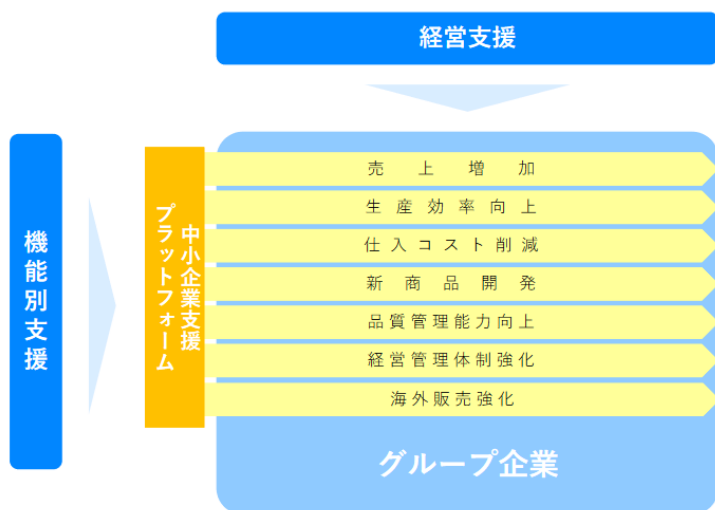 経営支援
機能別支援
中小企業支援
プラットフォーム
売上増加
生産効率向上
仕入コスト削減
新商品開発
品質管理能力向上
経営管理体制強化
海外販売強化
グループ企業